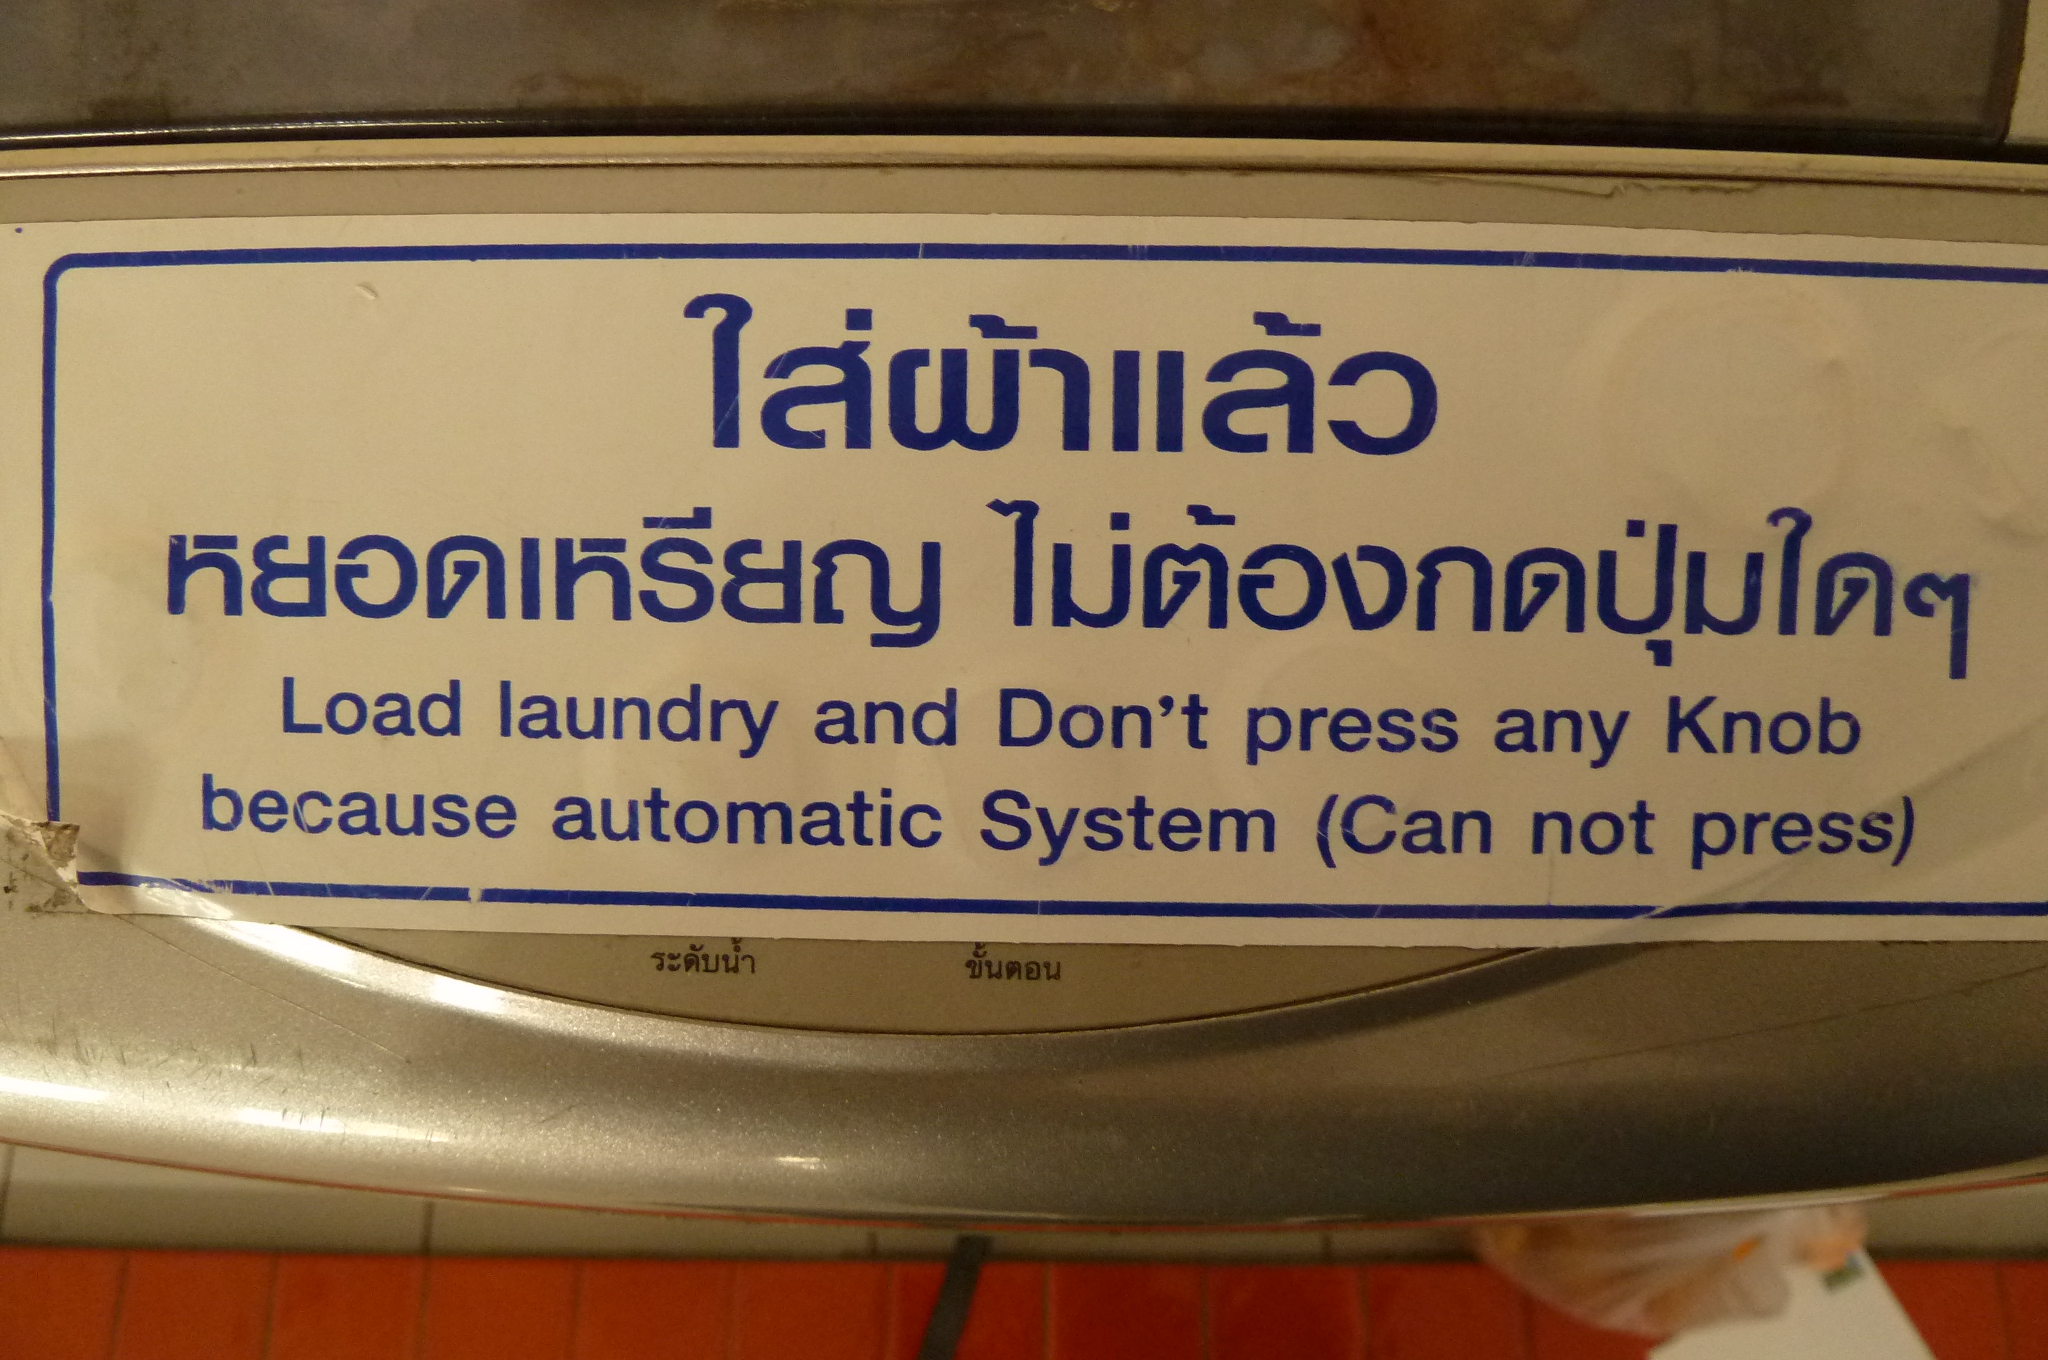 ใส่ผ้าแล้ว
หยอดเหรียญ ไม่ต้องกดปุ่มใดๆ
Load laundry and Don't press any Knob
because automatic System (Can not press)
ระดับน้ำ ขั้นตอน